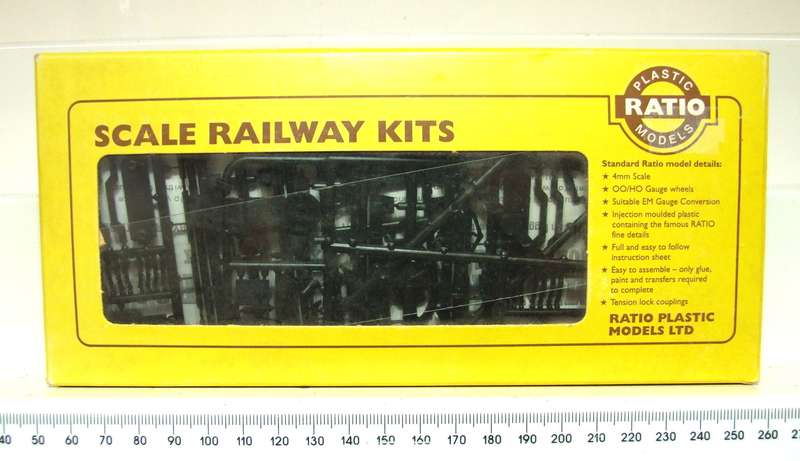 SCALE RAILWAY KITS
PLASTIC
RATIO
MODELS
Standard Ratio model details:
★ 4mm Scale
★ OO/HO Gauge wheels
★ Suitable EM Gauge Conversion
★ Injection moulded plastic
containing the famous RATIO
fine details
★ Full and easy to follow
instruction sheet
★ Easy to assemble – only glue,
paint and transfers required
to complete
★ Tension lock couplings
RATIO PLASTIC
MODELS LTD
40 50 60 70 80 90 100 110 120 130 140 150 160 170 180 190 200 210 220 230 240 250 260